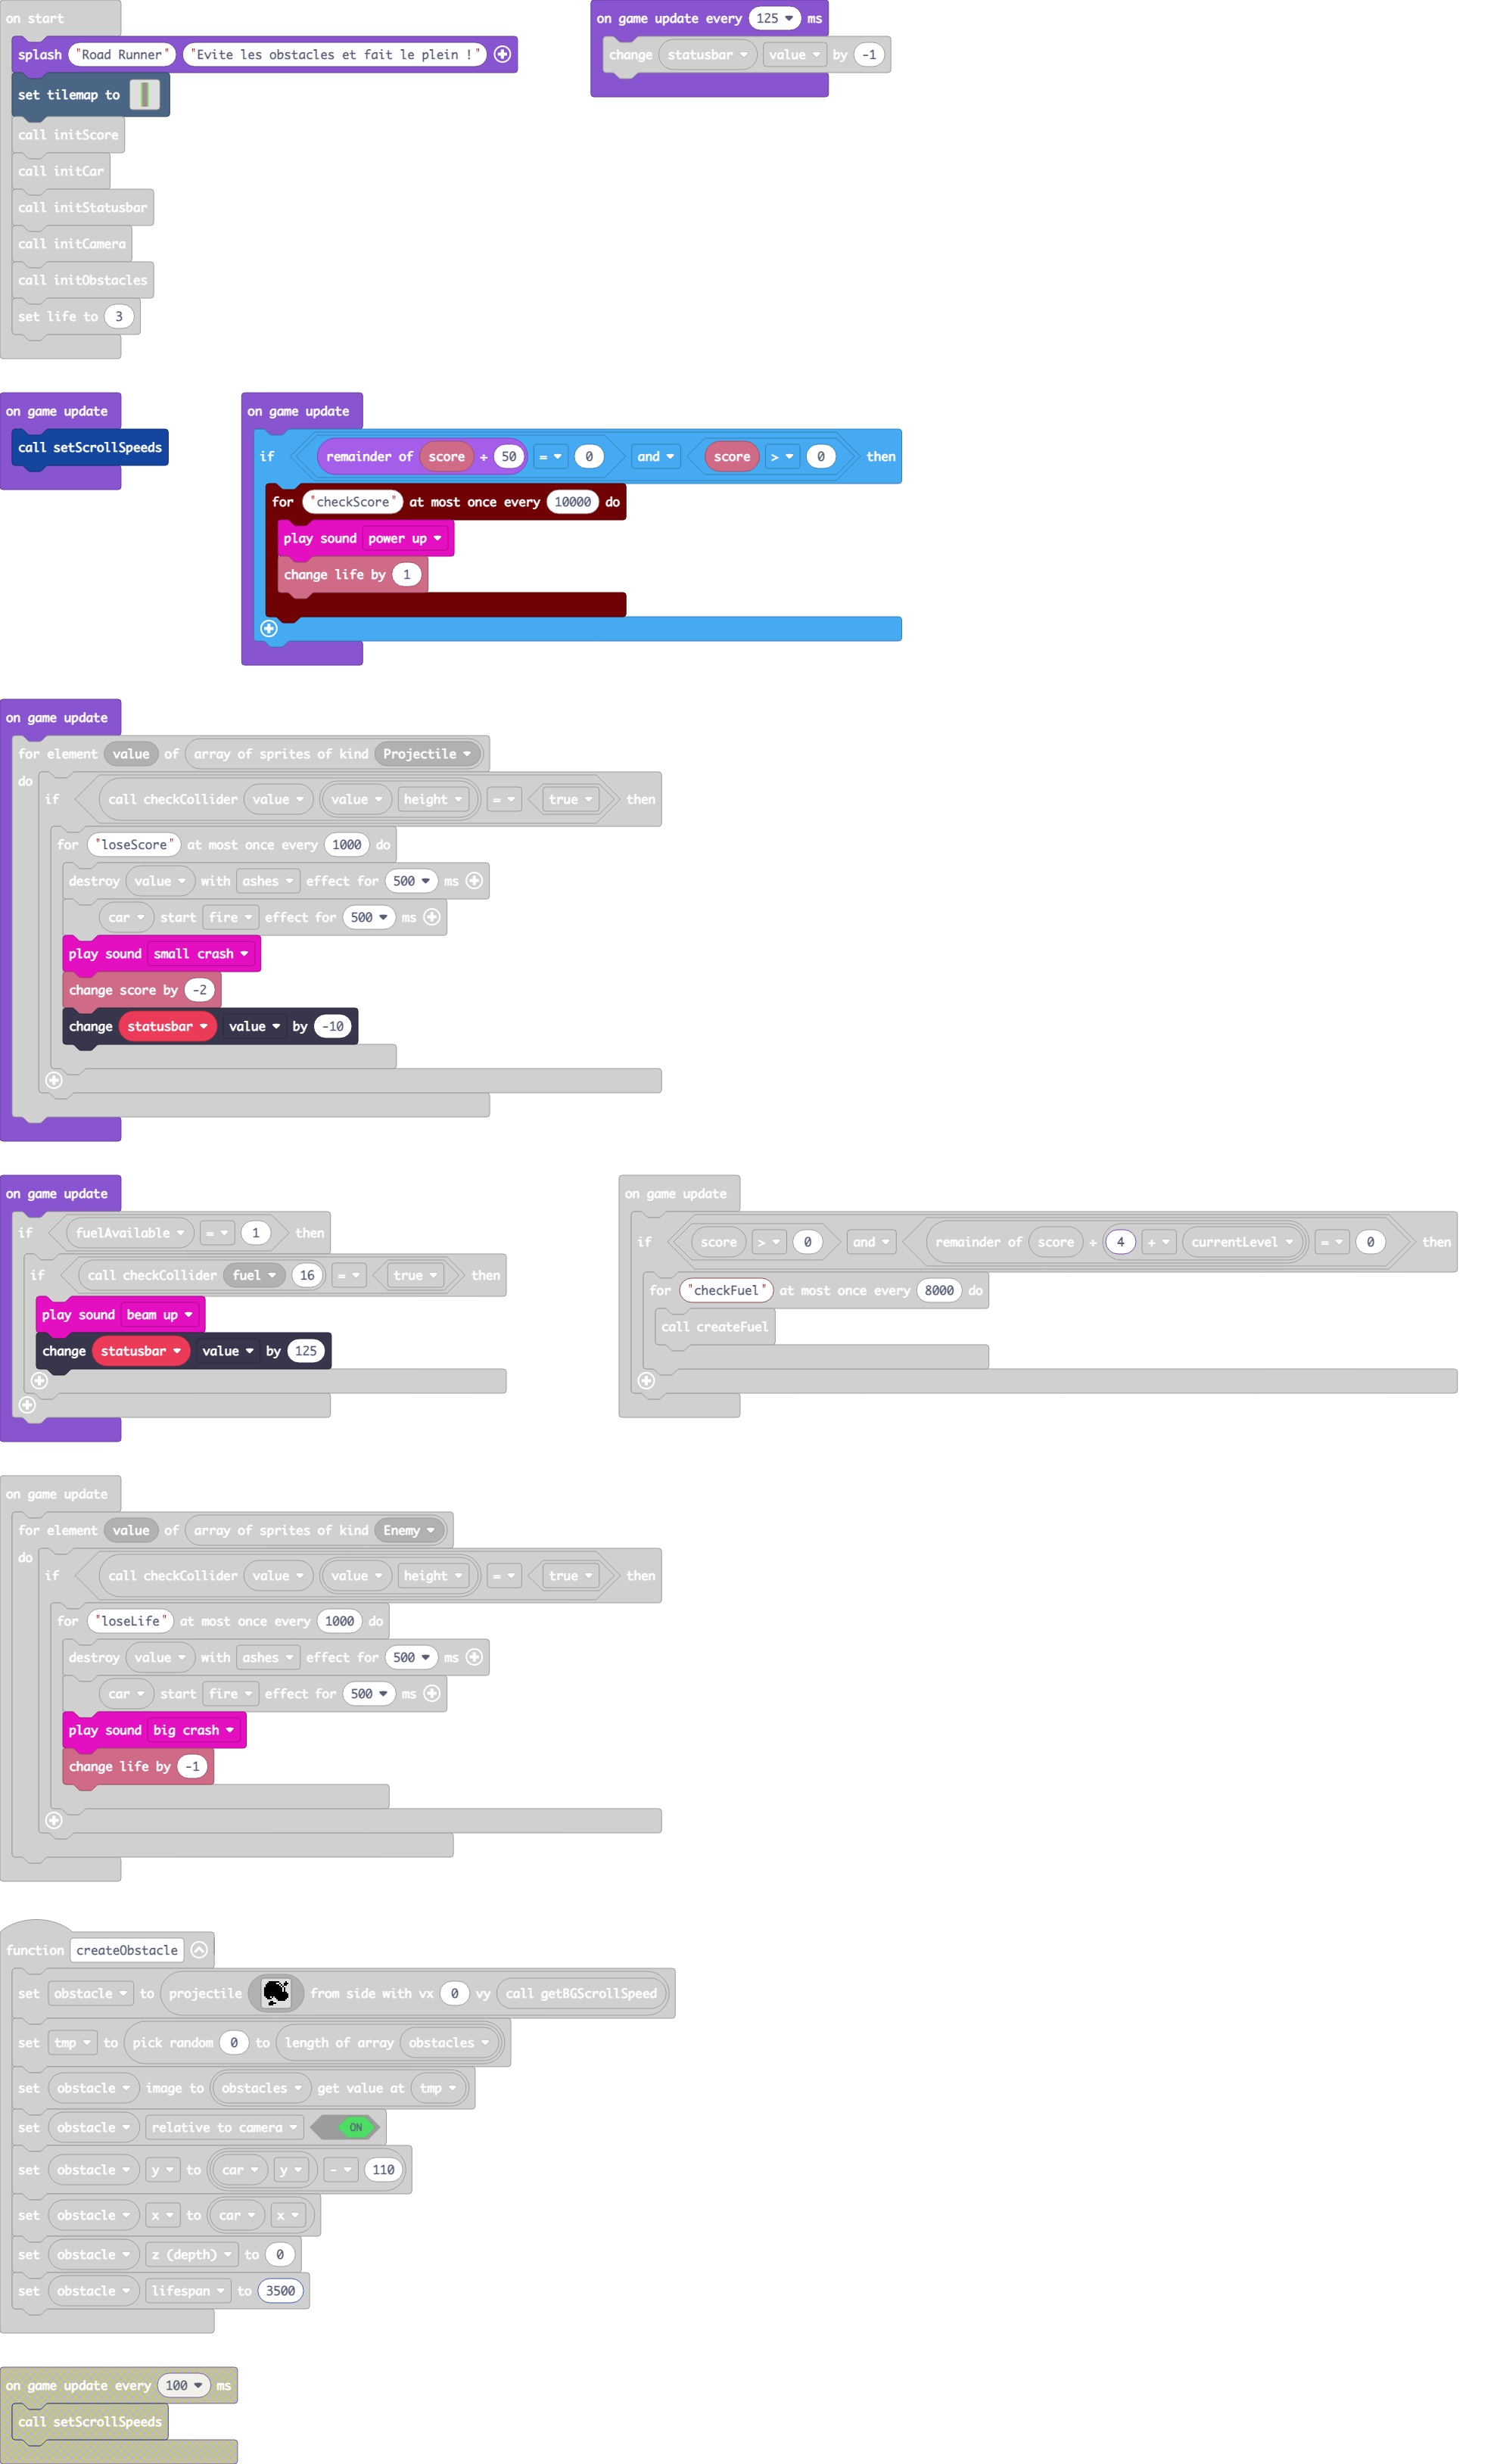 on start
splash "Road Runner" "Evite les obstacles et fait le plein !"
set tilemap to
call initScore
call initCar
call initStatusbar
call initCamera
call initObstacles
set life to 3
on game update every 125 ms
change statusbar value by -1
on game update
call setScrollSpeeds
on game update
if remainder of score ÷ 50 = 0 and score > 0 then
for "checkScore" at most once every 10000 do
play sound power up
change life by 1
on game update
for element value of array of sprites of kind Projectile
do
if call checkCollider value value height = true then
for "loseScore" at most once every 1000 do
destroy value with ashes effect for 500 ms
car start fire effect for 500 ms
play sound small crash
change score by -2
change statusbar value by -10
on game update
if fuelAvailable = 1 then
if call checkCollider fuel 16 = true then
play sound beam up
change statusbar value by 125
on game update
if score > 0 and remainder of score ÷ 4 + currentLevel = 0 then
for "checkFuel" at most once every 8000 do
call createFuel
on game update
for element value of array of sprites of kind Enemy
do
if call checkCollider value value height = true then
for "loseLife" at most once every 1000 do
destroy value with ashes effect for 500 ms
car start fire effect for 500 ms
play sound big crash
change life by -1
function createObstacle
set obstacle to projectile from side with vx 0 vy call getBGScrollSpeed
set tmp to pick random 0 to length of array obstacles
set obstacle image to obstacles get value at tmp
set obstacle relative to camera ON
set obstacle y to car y - 110
set obstacle x to car x
set obstacle z (depth) to 0
set obstacle lifespan to 3500
on game update every 100 ms
call setScrollSpeeds